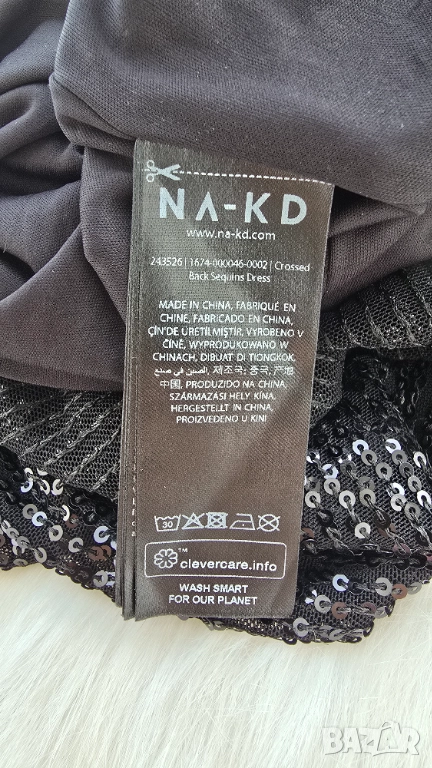 NA-KD
www.na-kd.com
243526 | 1674-000046-0002 | Crossed
Back Sequins Dress
MADE IN CHINA, FABRIQUÉ EN
CHINE, FABRICADO EN CHINA,
ÇİN'DE ÜRETİLMİŞTİR, VYROBENO V
ČÍNĚ, WYPRODUKOWANO W
CHINACH, DIBUAT DI TIONGKOK,
الصين في صنع, 제조국: 중국, 产地
中国, PRODUZIDO NA CHINA,
SZÁRMAZÁSI HELY KÍNA,
HERGESTELLT IN CHINA,
PROIZVEDENO U KINI
30
™
clevercare.info
WASH SMART
FOR OUR PLANET
BAZAR